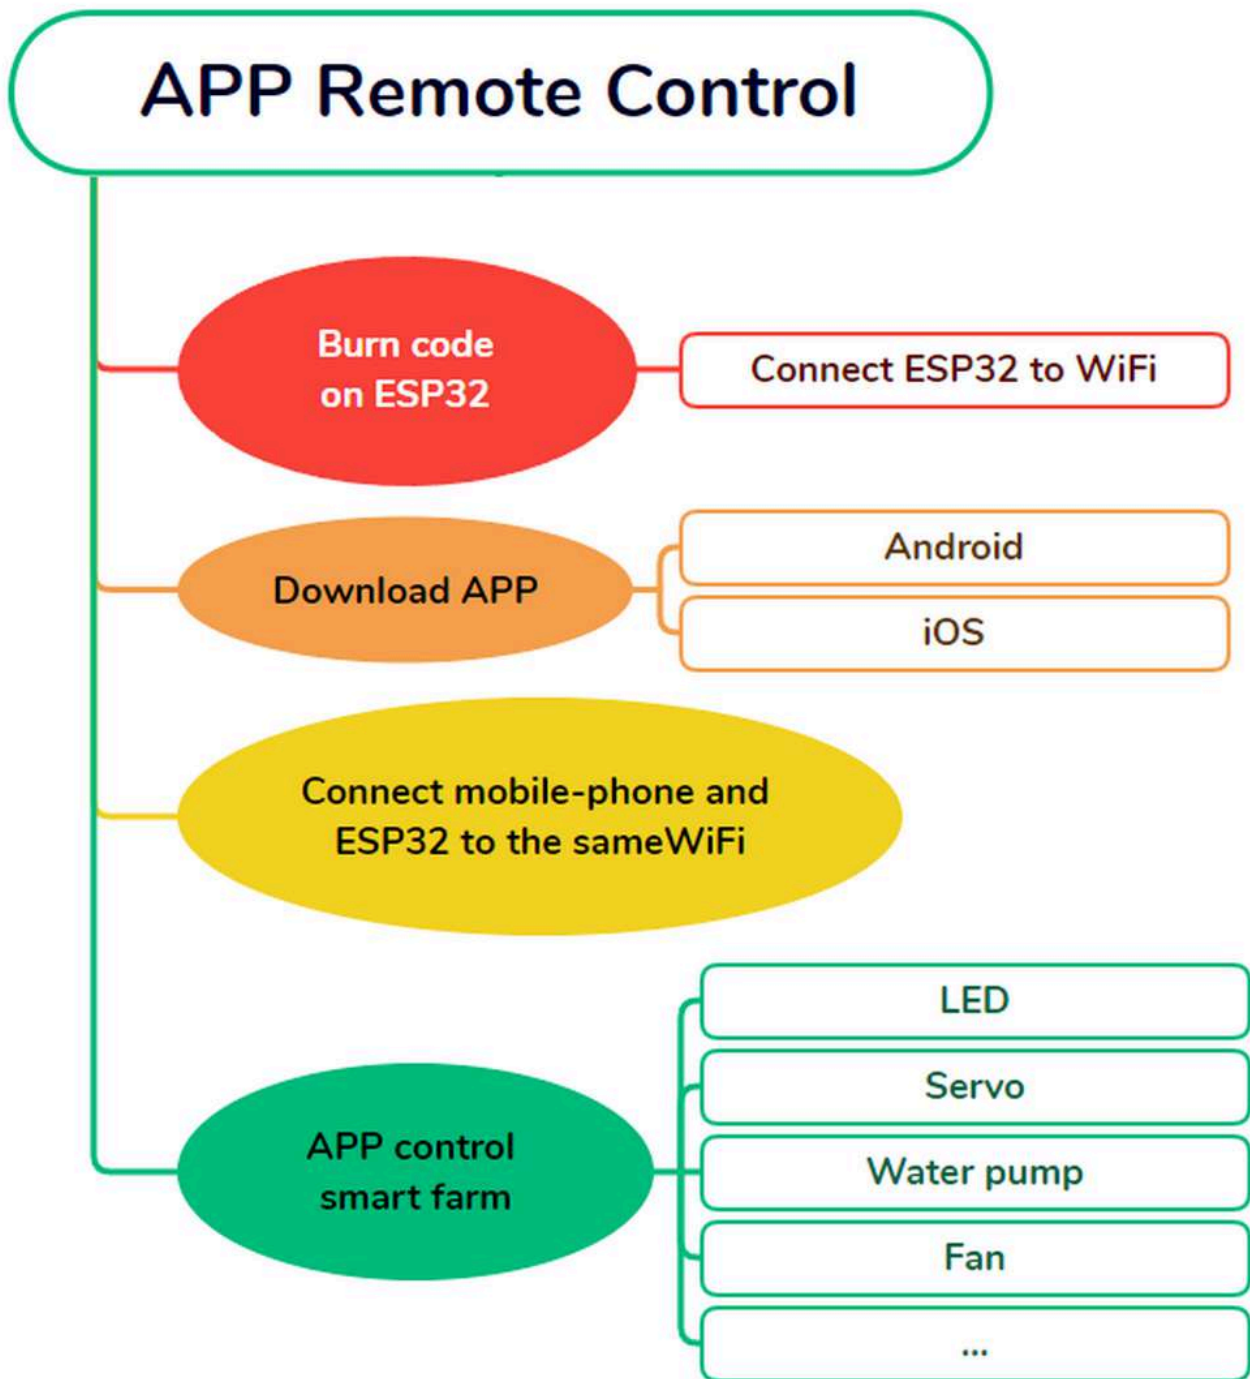 APP Remote Control
Burn code
on ESP32
Connect ESP32 to WiFi
Download APP
Android
iOS
Connect mobile-phone and
ESP32 to the sameWiFi
APP control
smart farm
LED
Servo
Water pump
Fan
...